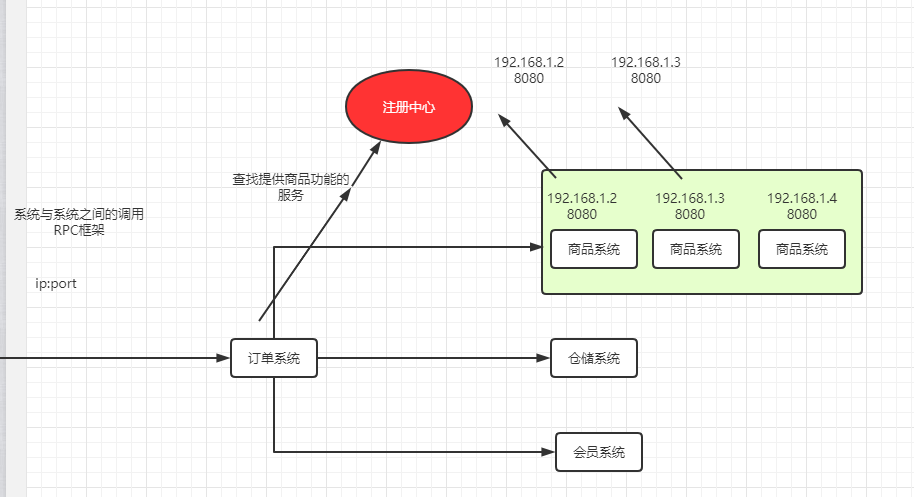 192.168.1.2
8080
192.168.1.3
8080
注册中心
查找提供商品功能的
服务
系统与系统之间的调用
RPC框架
192.168.1.2
8080
192.168.1.3
8080
192.168.1.4
8080
商品系统
商品系统
商品系统
ip:port
订单系统
仓储系统
会员系统